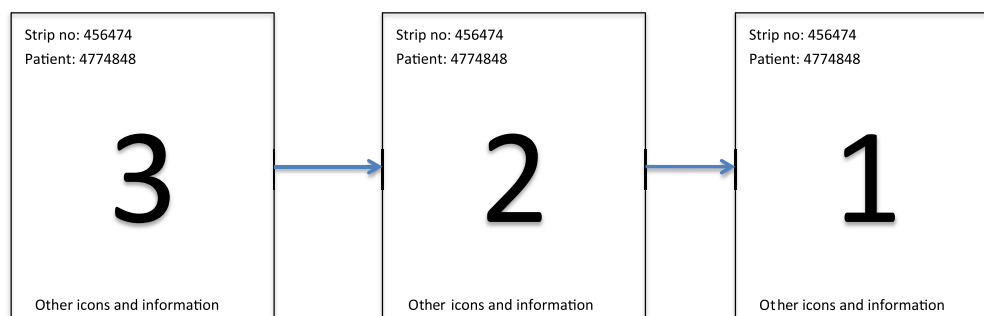 Strip no: 456474
Patient: 4774848
3
Other icons and information
Strip no: 456474
Patient: 4774848
2
Other icons and information
Strip no: 456474
Patient: 4774848
1
Other icons and information